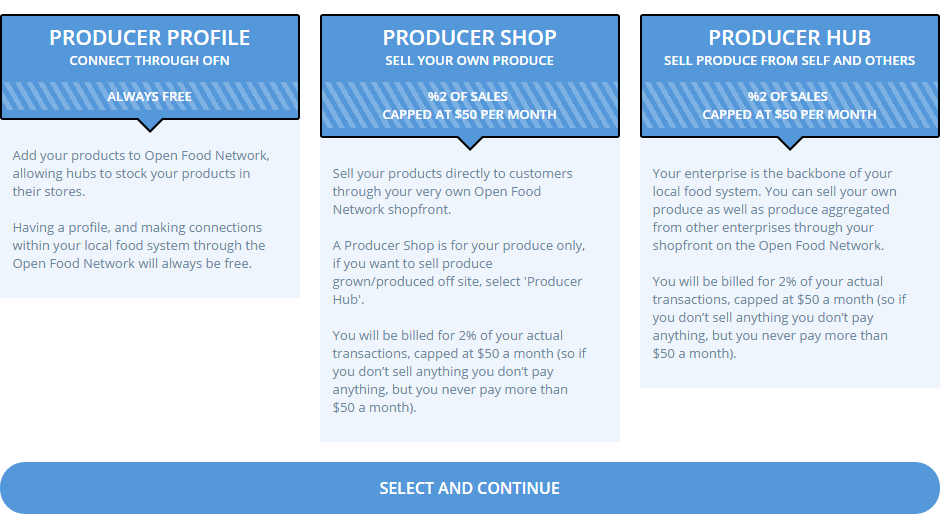 PRODUCER PROFILE
CONNECT THROUGH OFN
ALWAYS FREE
Add your products to Open Food Network,
allowing hubs to stock your products in
their stores.
Having a profile, and making connections
within your local food system through the
Open Food Network will always be free.
PRODUCER SHOP
SELL YOUR OWN PRODUCE
%2 OF SALES
CAPPED AT $50 PER MONTH
Sell your products directly to customers
through your very own Open Food
Network shopfront.
A Producer Shop is for your produce only,
if you want to sell produce
grown/produced off site, select 'Producer
Hub'.
You will be billed for 2% of your actual
transactions, capped at $50 a month (so if
you don’t sell anything you don’t pay
anything, but you never pay more than
$50 a month).
PRODUCER HUB
SELL PRODUCE FROM SELF AND OTHERS
%2 OF SALES
CAPPED AT $50 PER MONTH
Your enterprise is the backbone of your
local food system. You can sell your own
produce as well as produce aggregated
from other enterprises through your
shopfront on the Open Food Network.
You will be billed for 2% of your actual
transactions, capped at $50 a month (so if
you don’t sell anything you don’t pay
anything, but you never pay more than
$50 a month).
SELECT AND CONTINUE